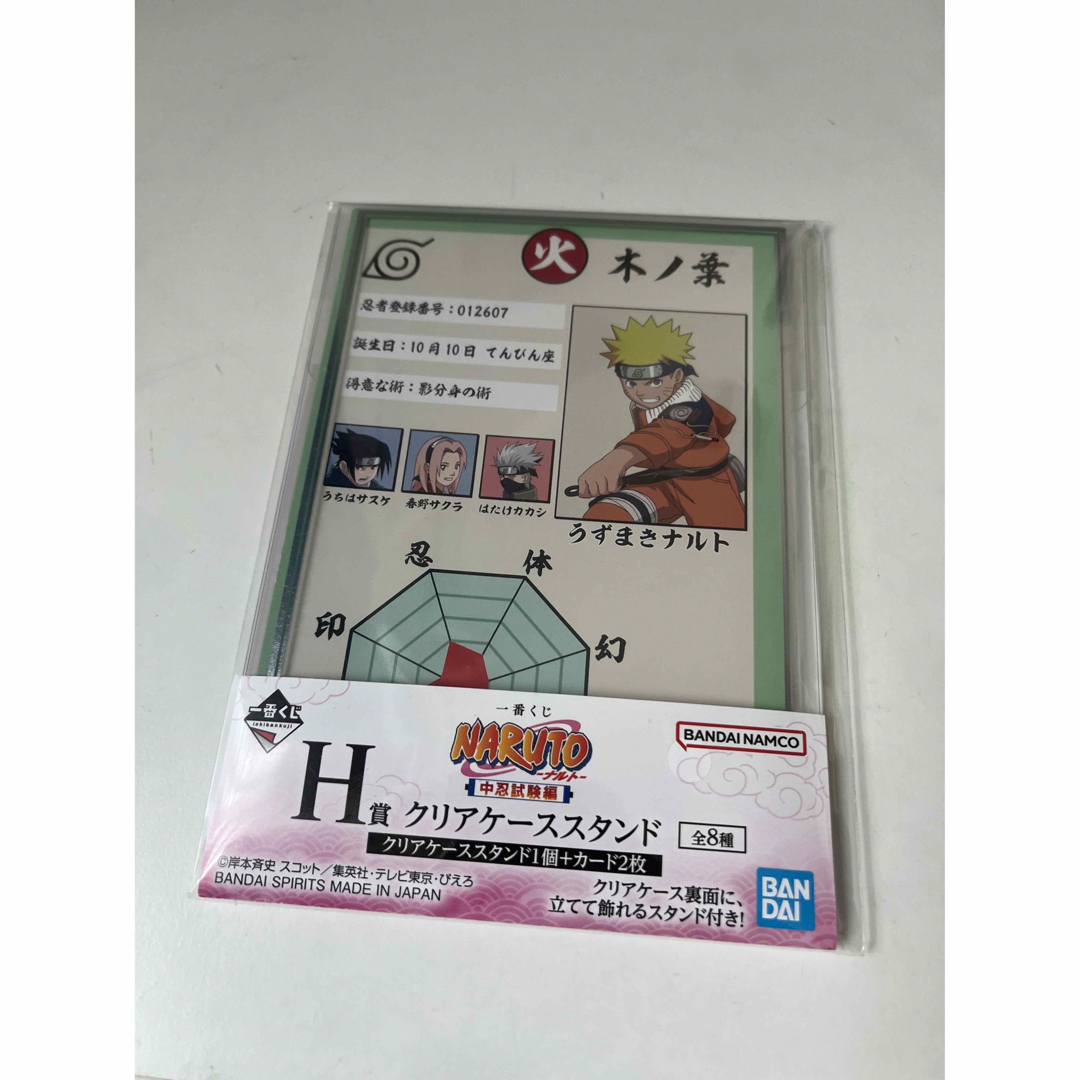 火 木ノ葉
忍者登録番号：012607
誕生日：10月10日 てんびん座
得意な術：影分身の術
うちはサスケ 春野サクラ はたけカカシ
うずまきナルト
忍 体
印 幻
一番くじ
ichibankuji
一番くじ
NARUTO
-ナルト-
中忍試験編
BANDAI NAMCO
H賞 クリアケーススタンド 全8種
クリアケーススタンド1個+カード2枚
©岸本斉史 スコット／集英社・テレビ東京・ぴえろ
BANDAI SPIRITS MADE IN JAPAN
クリアケース裏面に、
立てて飾れるスタンド付き!
BANDAI